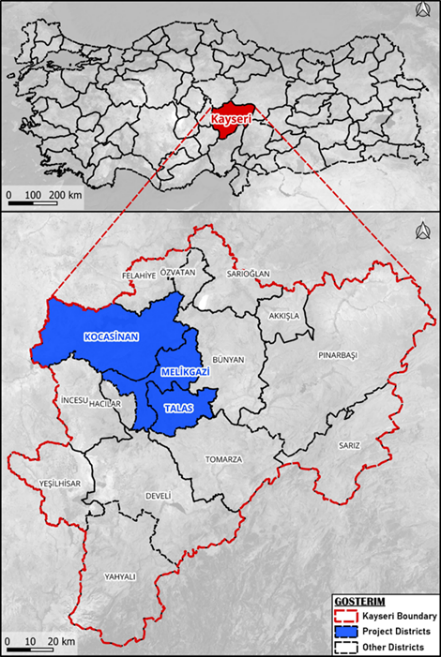 Kayseri
0 100 200 km
FELAHİYE
ÖZVATAN
SARIOĞLAN
AKKIŞLA
KOCASİNAN
PINARBAŞI
BÜNYAN
MELİKGAZİ
İNCESU
HACILAR
TALAS
SARIZ
TOMARZA
YEŞİLHİSAR
DEVELİ
YAHYALI
GOSTERIM
Kayseri Boundary
Project Districts
Other Districts
0 10 20 km